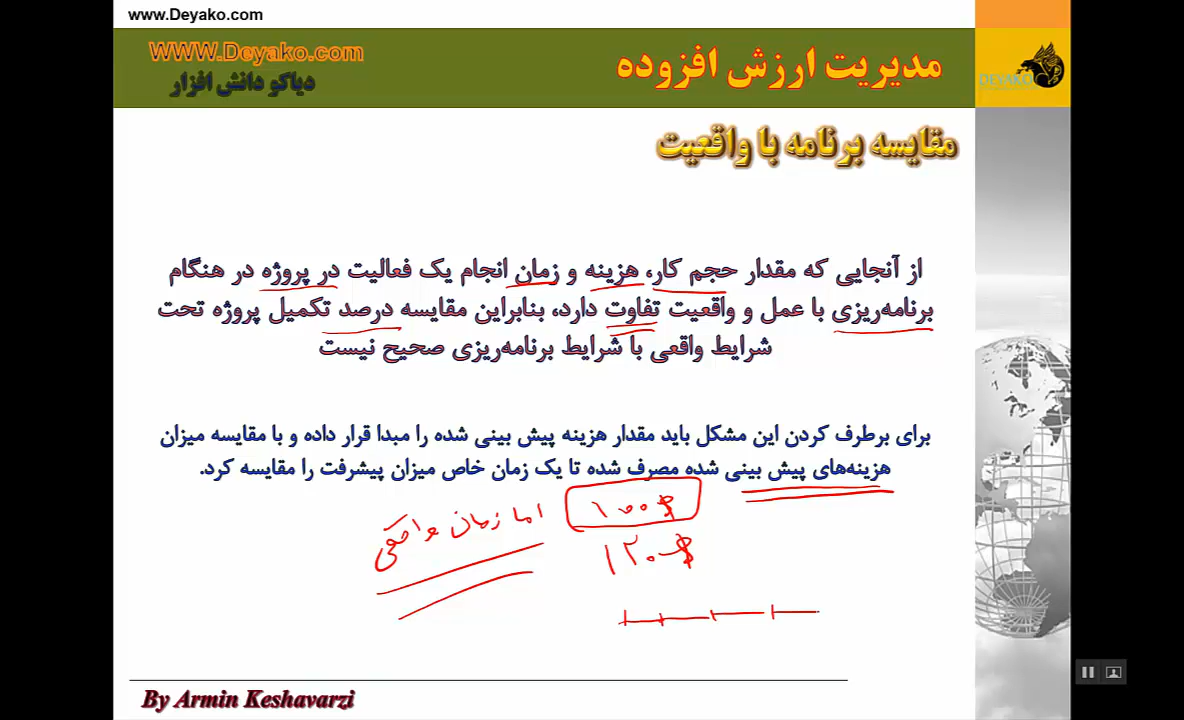 www.Deyako.com
WWW.Deyako.com
دیاکو دانش افزار
مدیریت ارزش افزوده
DEYAKO
مقایسه برنامه با واقعیت
از آنجایی که مقدار حجم کار، هزینه و زمان انجام یک فعالیت در پروژه در هنگام
برنامه‌ریزی با عمل و واقعیت تفاوت دارد، بنابراین مقایسه درصد تکمیل پروژه تحت
شرایط واقعی با شرایط برنامه‌ریزی صحیح نیست
برای برطرف کردن این مشکل باید مقدار هزینه پیش بینی شده را مبدا قرار داده و با مقایسه میزان
هزینه‌های پیش بینی شده مصرف شده تا یک زمان خاص میزان پیشرفت را مقایسه کرد.
۱۰۰$
اما زمان واقعی
۱۲۰$
By Armin Keshavarzi